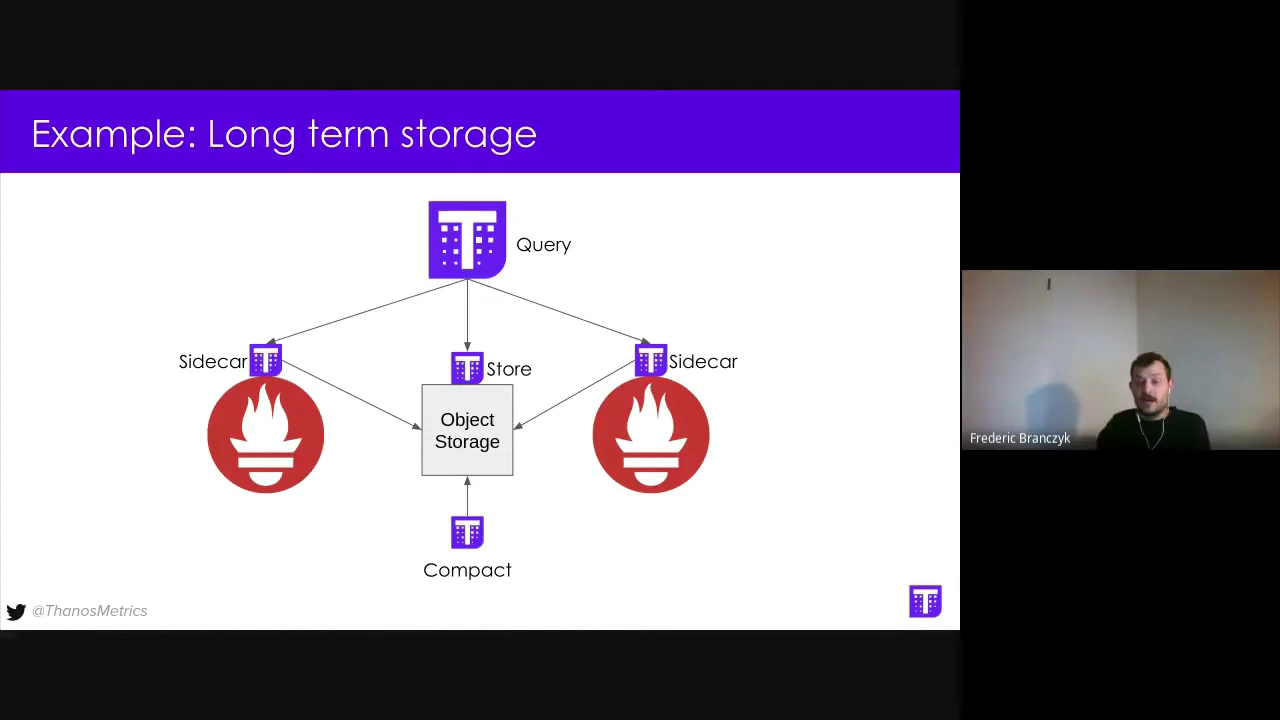 Example: Long term storage
Query
Sidecar
Store
Sidecar
Object
Storage
Compact
@ThanosMetrics
Frederic Branczyk